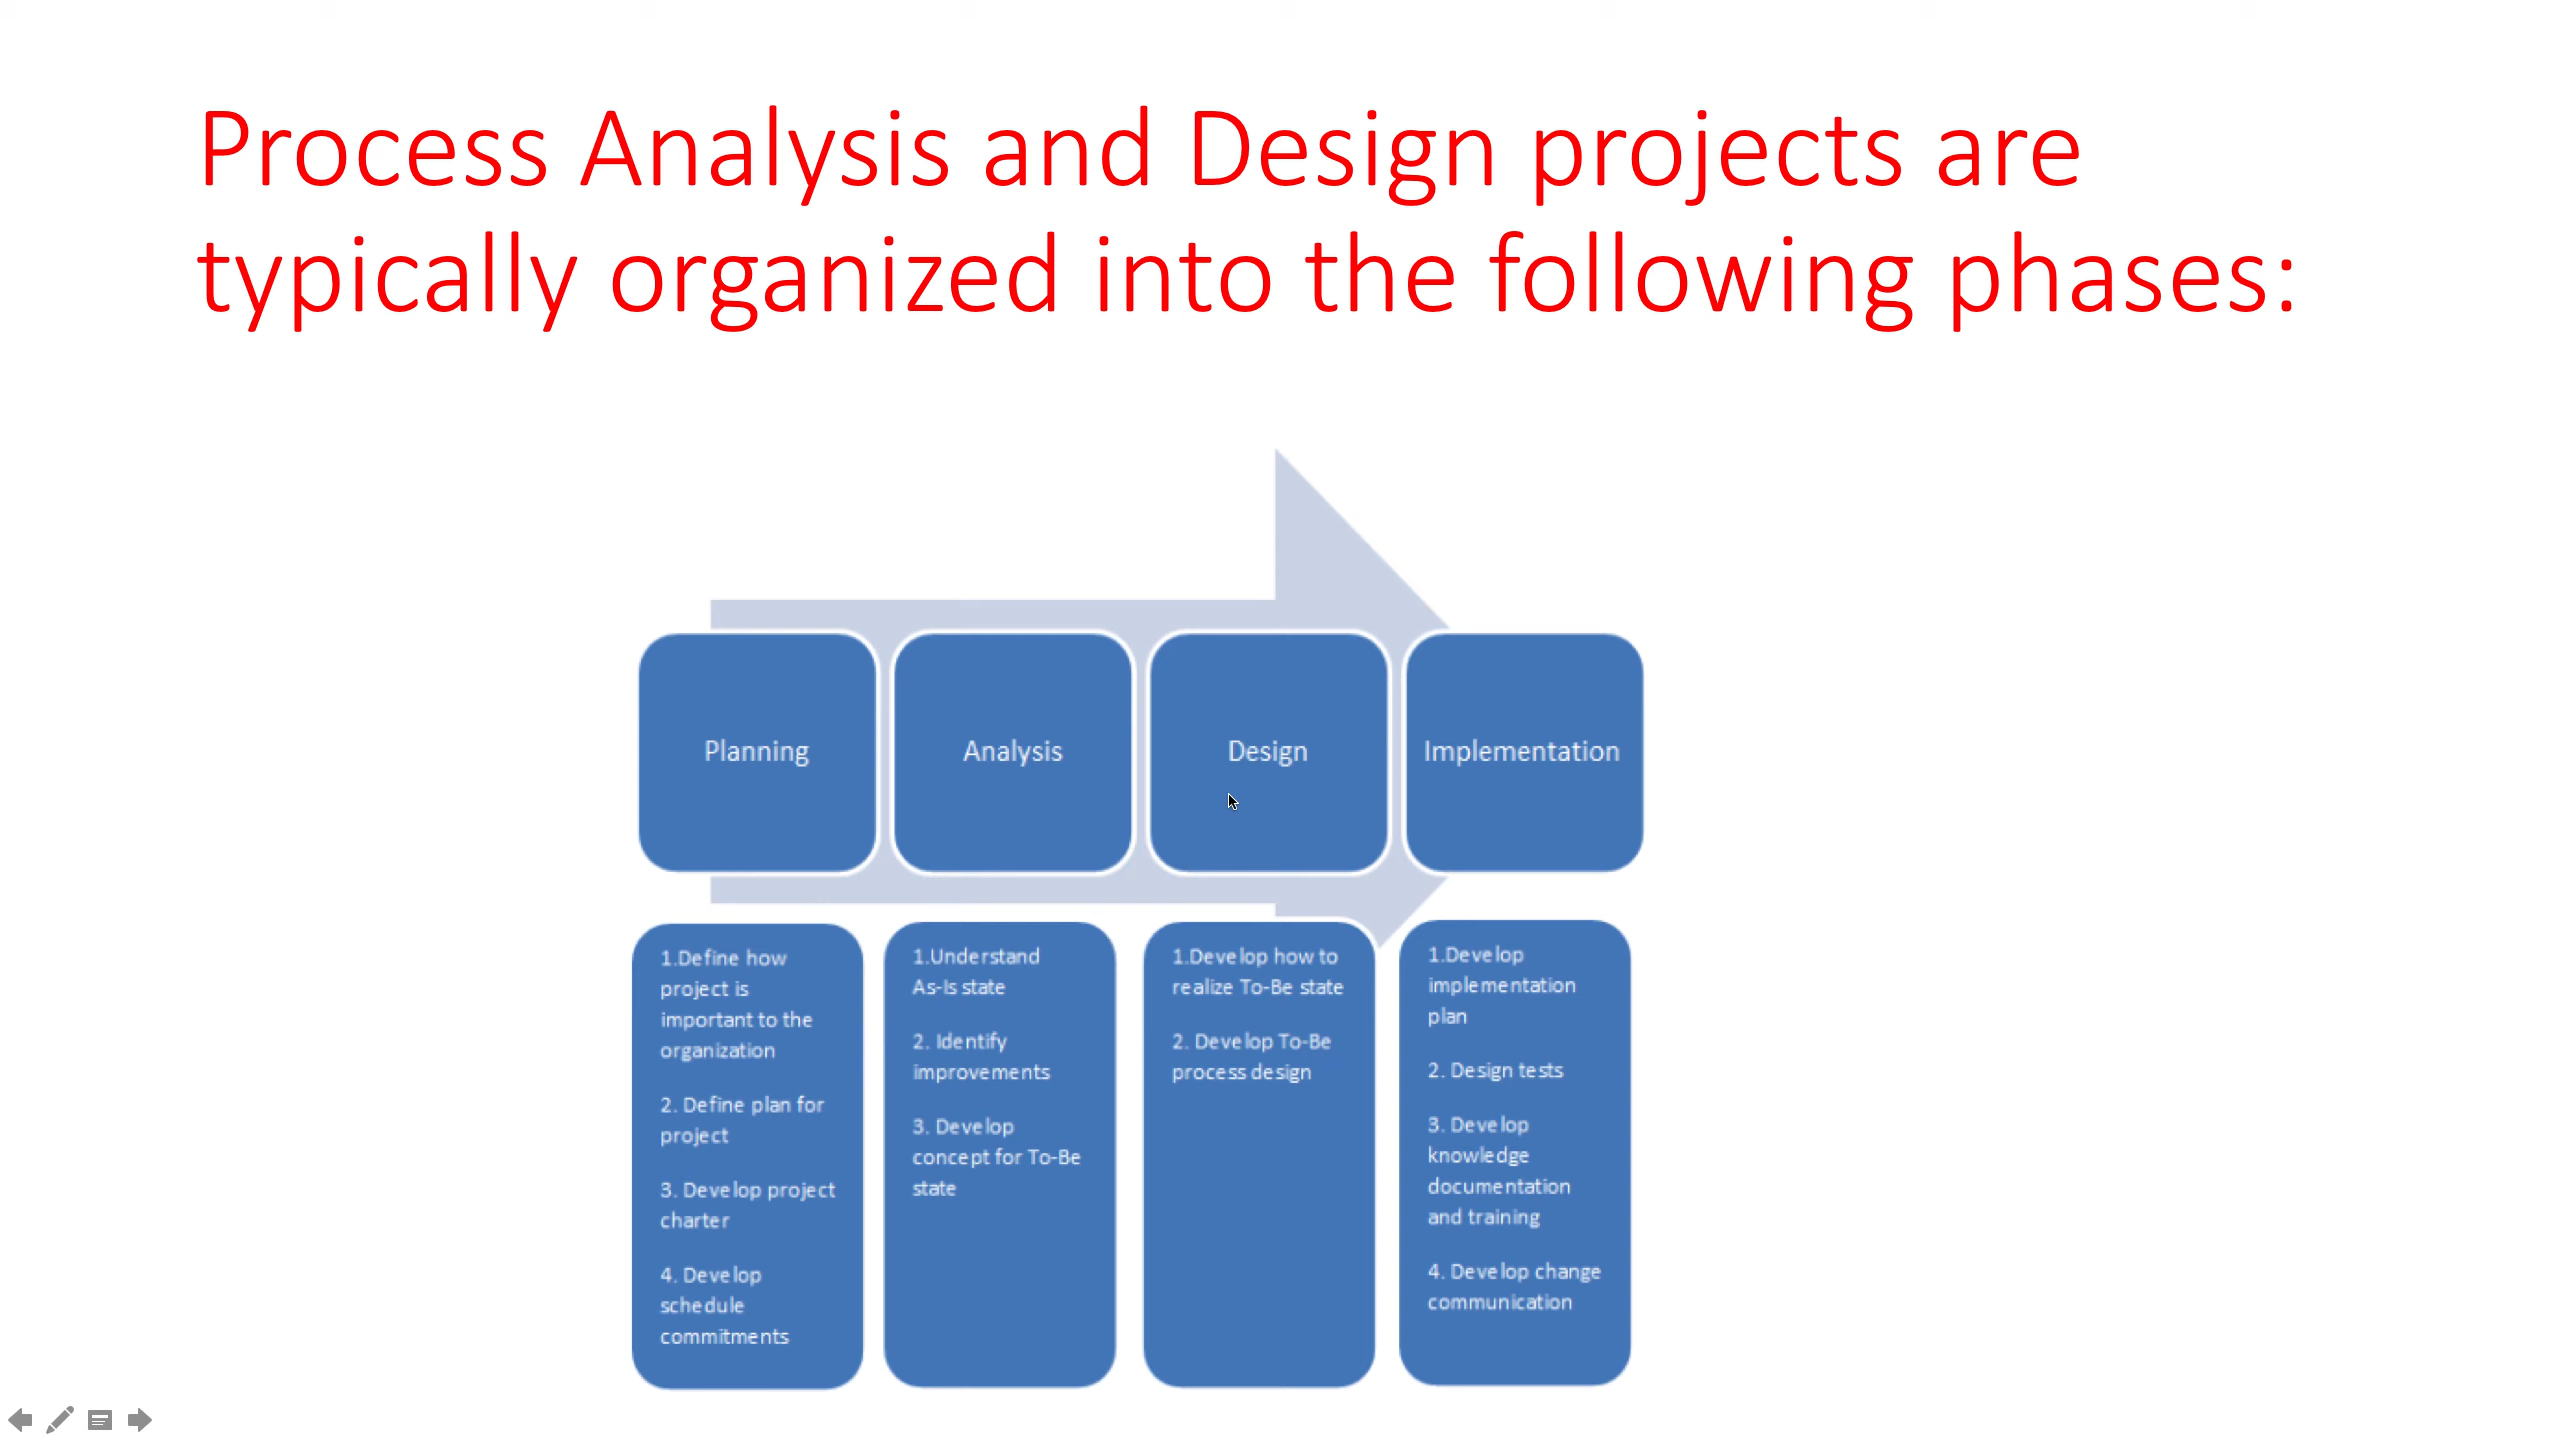 Process Analysis and Design projects are
typically organized into the following phases:
Planning
Analysis
Design
Implementation
1.Define how
project is
important to the
organization
2. Define plan for
project
3. Develop project
charter
4. Develop
schedule
commitments
1.Understand
As-Is state
2. Identify
improvements
3. Develop
concept for To-Be
state
1.Develop how to
realize To-Be state
2. Develop To-Be
process design
1.Develop
implementation
plan
2. Design tests
3. Develop
knowledge
documentation
and training
4. Develop change
communication